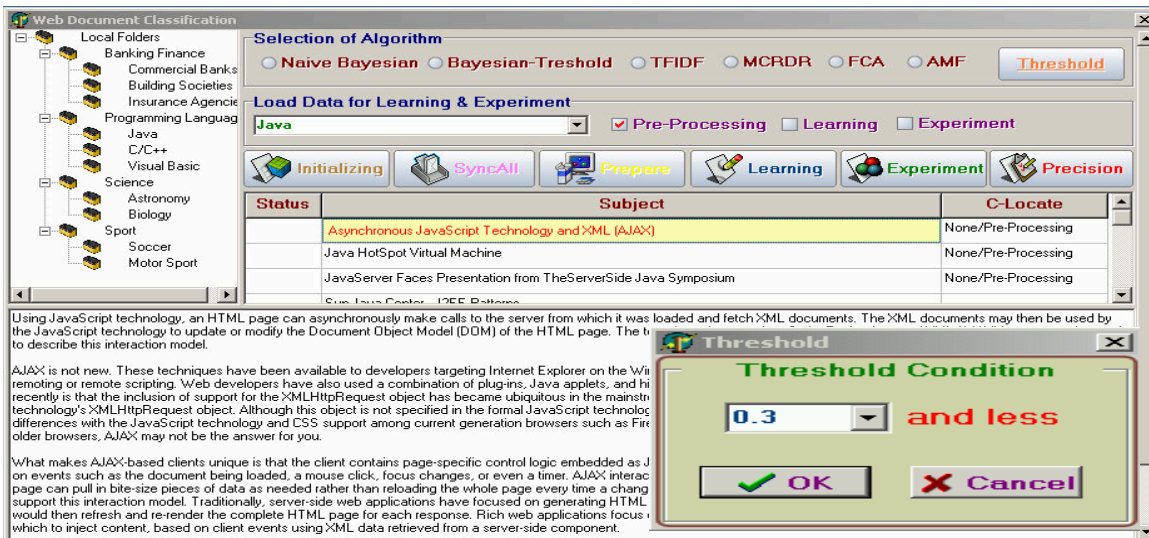 Web Document Classification
Local Folders
Banking Finance
Commercial Banks
Building Societies
Insurance Agencie
Programming Languag
Java
C/C++
Visual Basic
Science
Astronomy
Biology
Sport
Soccer
Motor Sport
Selection of Algorithm
Naive Bayesian Bayesian-Treshold TFIDF MCRDR FCA AMF Threshold
Load Data for Learning & Experiment
Java Pre-Processing Learning Experiment
Initializing SyncAll Prepare Learning Experiment Precision
Status Subject C-Locate
Asynchronous JavaScript Technology and XML (AJAX) None/Pre-Processing
Java HotSpot Virtual Machine None/Pre-Processing
JavaServer Faces Presentation from TheServerSide Java Symposium None/Pre-Processing
Sun Java Center - J2EE Patterns
Using JavaScript technology, an HTML page can asynchronously make calls to the server from which it was loaded and fetch XML documents. The XML documents may then be used by
the JavaScript technology to update or modify the Document Object Model (DOM) of the HTML page. The
to describe this interaction model.
AJAX is not new. These techniques have been available to developers targeting Internet Explorer on the
remoting or remote scripting. Web developers have also used a combination of plug-ins, Java applets, and
recently is that the inclusion of support for the XMLHttpRequest object has became ubiquitous in the
technology's XMLHttpRequest object. Although this object is not specified in the formal JavaScript
differences with the JavaScript technology and CSS support among current generation browsers such as
older browsers, AJAX may not be the answer for you.
What makes AJAX-based clients unique is that the client contains page-specific control logic embedded as
on events such as the document being loaded, a mouse click, focus changes, or even a timer. AJAX
page can pull in bite-size pieces of data as needed rather than reloading the whole page every time a
support this interaction model. Traditionally, server-side web applications have focused on generating HTML
would then refresh and re-render the complete HTML page for each response. Rich web applications focus
which to inject content, based on client events using XML data retrieved from a server-side component.
Threshold
Threshold Condition
0.3 and less
OK Cancel